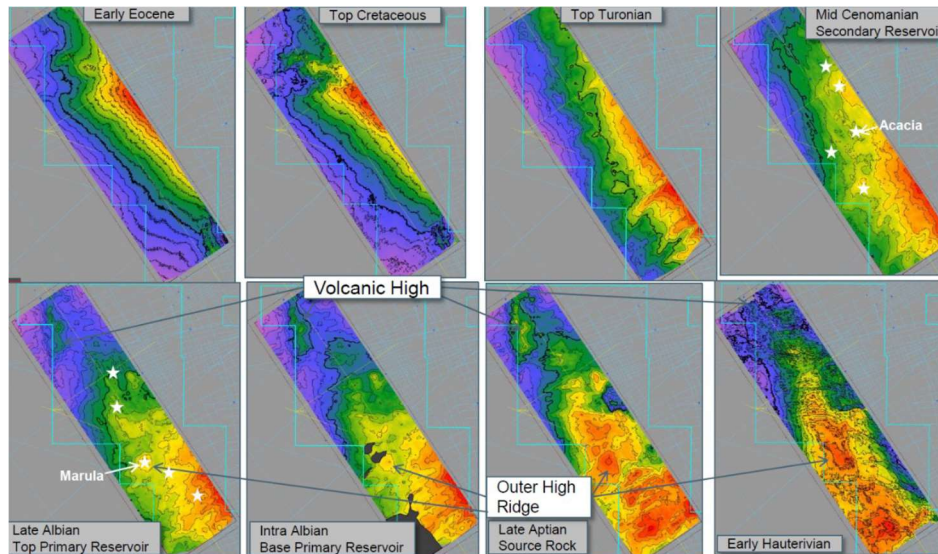 Early Eocene
Top Cretaceous
Top Turonian
Mid Cenomanian
Secondary Reservoir
Acacia
Volcanic High
Marula
Outer High
Ridge
Late Albian
Top Primary Reservoir
Intra Albian
Base Primary Reservoir
Late Aptian
Source Rock
Early Hauterivian